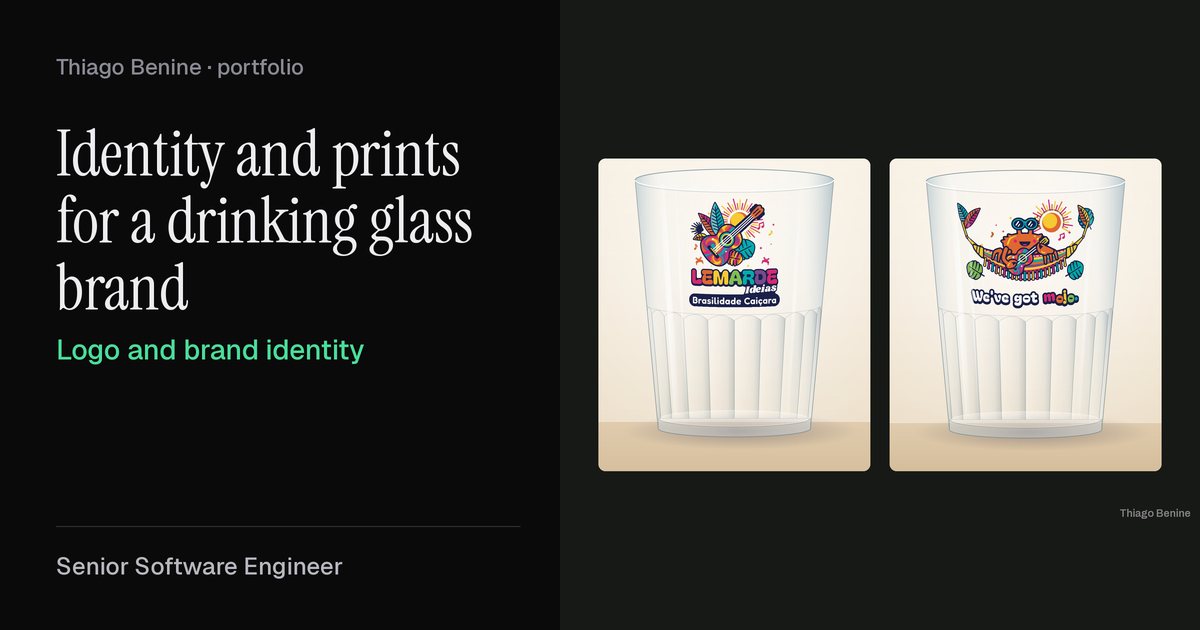 Thiago Benine · portfolio
Identity and prints
for a drinking glass
brand
Logo and brand identity
LEMARDE
Ideias
Brasilidade Caiçara
We've got mojo.
Thiago Benine
Senior Software Engineer